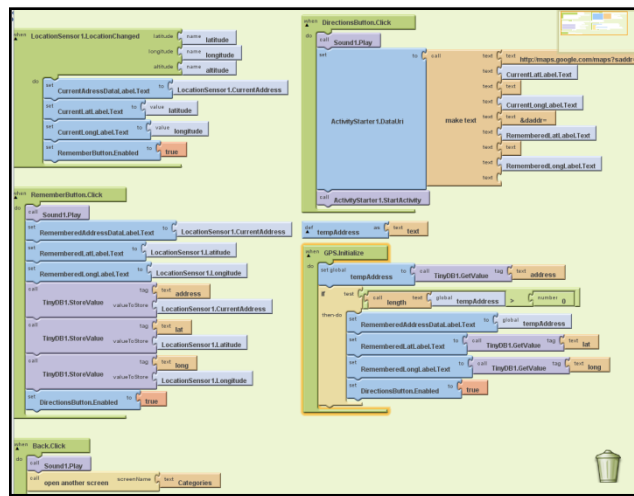 when LocationSensor1.LocationChanged latitude name latitude
longitude name longitude
altitude name altitude
do
set CurrentAdressDataLabel.Text to LocationSensor1.CurrentAddress
set CurrentLatLabel.Text to value latitude
set CurrentLongLabel.Text to value longitude
set RememberButton.Enabled to true
when RememberButton.Click
do
call Sound1.Play
set RememberedAddressDataLabel.Text to LocationSensor1.CurrentAddress
set RememberedLatLabel.Text to LocationSensor1.Latitude
set RememberedLongLabel.Text to LocationSensor1.Longitude
call TinyDB1.StoreValue tag text address
valueToStore LocationSensor1.CurrentAddress
call TinyDB1.StoreValue tag text lat
valueToStore LocationSensor1.Latitude
call TinyDB1.StoreValue tag text long
valueToStore LocationSensor1.Longitude
set DirectionsButton.Enabled to true
when Back.Click
do
call Sound1.Play
call open another screen screenName text Categories
when DirectionsButton.Click
do
call Sound1.Play
set ActivityStarter1.DataUri to call make text
text text http://maps.google.com/maps?saddr=
text CurrentLatLabel.Text
text text
text CurrentLongLabel.Text
text text &daddr=
text RememberedLatLabel.Text
text text
text RememberedLongLabel.Text
text
call ActivityStarter1.StartActivity
def tempAddress as text text
when GPS.Initialize
do
set global tempAddress to call TinyDB1.GetValue tag text address
if test call length text global tempAddress > number 0
then-do
set RememberedAddressDataLabel.Text to global tempAddress
set RememberedLatLabel.Text to call TinyDB1.GetValue tag text lat
set RememberedLongLabel.Text to call TinyDB1.GetValue tag text long
set DirectionsButton.Enabled to true